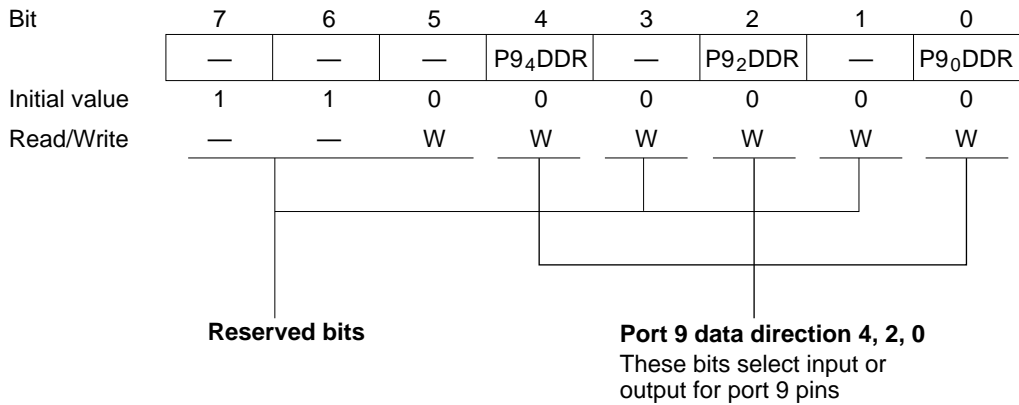 Bit 7 6 5 4 3 2 1 0
— — — P9₄DDR — P9₂DDR — P9₀DDR
Initial value 1 1 0 0 0 0 0 0
Read/Write — — W W W W W W
Reserved bits
Port 9 data direction 4, 2, 0
These bits select input or
output for port 9 pins